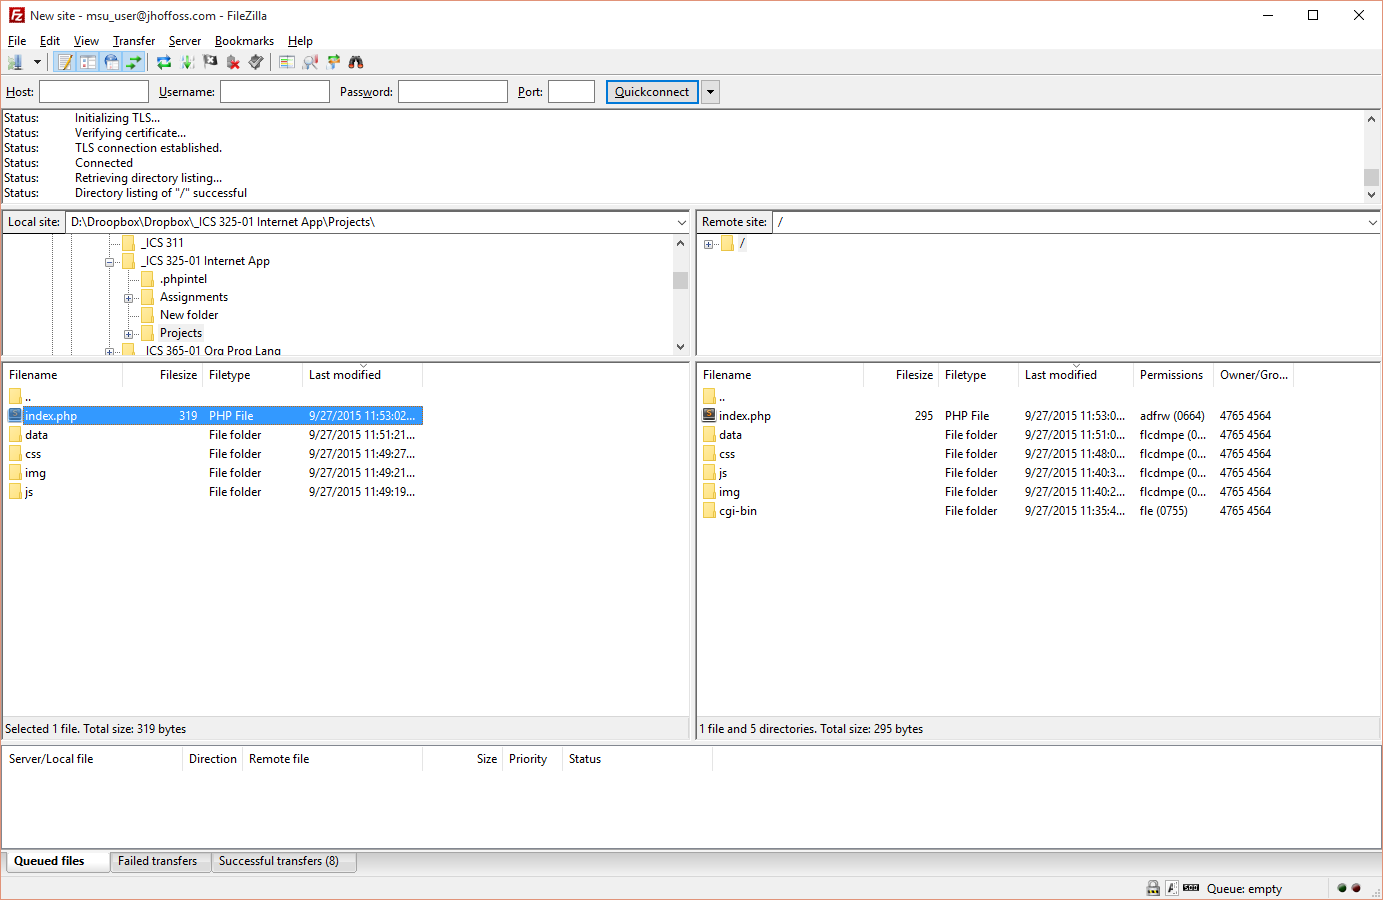 New site - msu_user@jhoffoss.com - FileZilla
File Edit View Transfer Server Bookmarks Help
Host: Username: Password: Port: Quickconnect
Status: Initializing TLS...
Status: Verifying certificate...
Status: TLS connection established.
Status: Connected
Status: Retrieving directory listing...
Status: Directory listing of "/" successful
Local site: D:\Droopbox\Dropbox\_ICS 325-01 Internet App\Projects\
_ICS 311
_ICS 325-01 Internet App
.phpintel
Assignments
New folder
Projects
_ICS 365-01 Org Prog Lang
Remote site: /
/
Filename Filesize Filetype Last modified
..
index.php 319 PHP File 9/27/2015 11:53:02...
data File folder 9/27/2015 11:51:21...
css File folder 9/27/2015 11:49:27...
img File folder 9/27/2015 11:49:21...
js File folder 9/27/2015 11:49:19...
Selected 1 file. Total size: 319 bytes
Filename Filesize Filetype Last modified Permissions Owner/Gro...
..
index.php 295 PHP File 9/27/2015 11:53:0... adfrw (0664) 4765 4564
data File folder 9/27/2015 11:51:0... flcdmpe (0... 4765 4564
css File folder 9/27/2015 11:48:0... flcdmpe (0... 4765 4564
js File folder 9/27/2015 11:40:3... flcdmpe (0... 4765 4564
img File folder 9/27/2015 11:40:2... flcdmpe (0... 4765 4564
cgi-bin File folder 9/27/2015 11:35:4... fle (0755) 4765 4564
1 file and 5 directories. Total size: 295 bytes
Server/Local file Direction Remote file Size Priority Status
Queued files Failed transfers Successful transfers (8)
Queue: empty